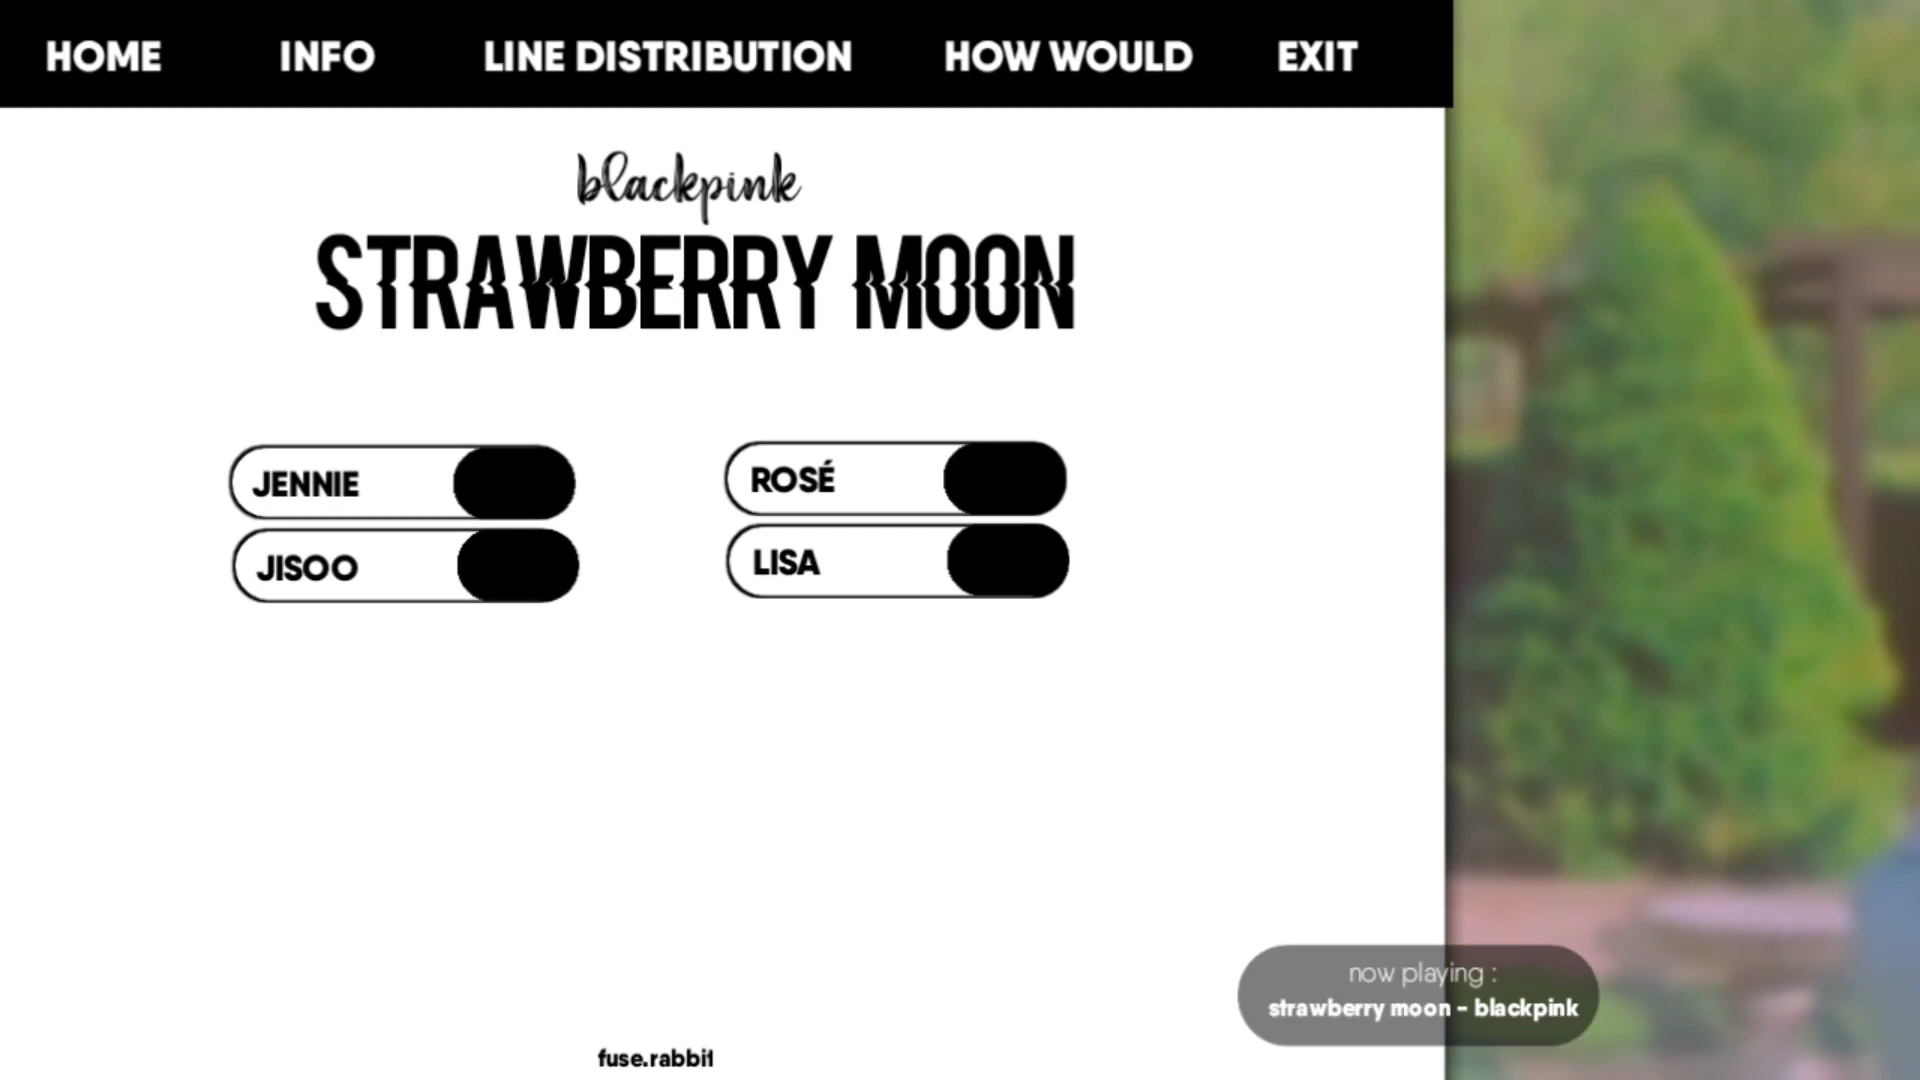 HOME INFO LINE DISTRIBUTION HOW WOULD EXIT
blackpink
STRAWBERRY MOON
JENNIE ROSÉ
JISOO LISA
now playing :
strawberry moon - blackpink
fuse.rabbit